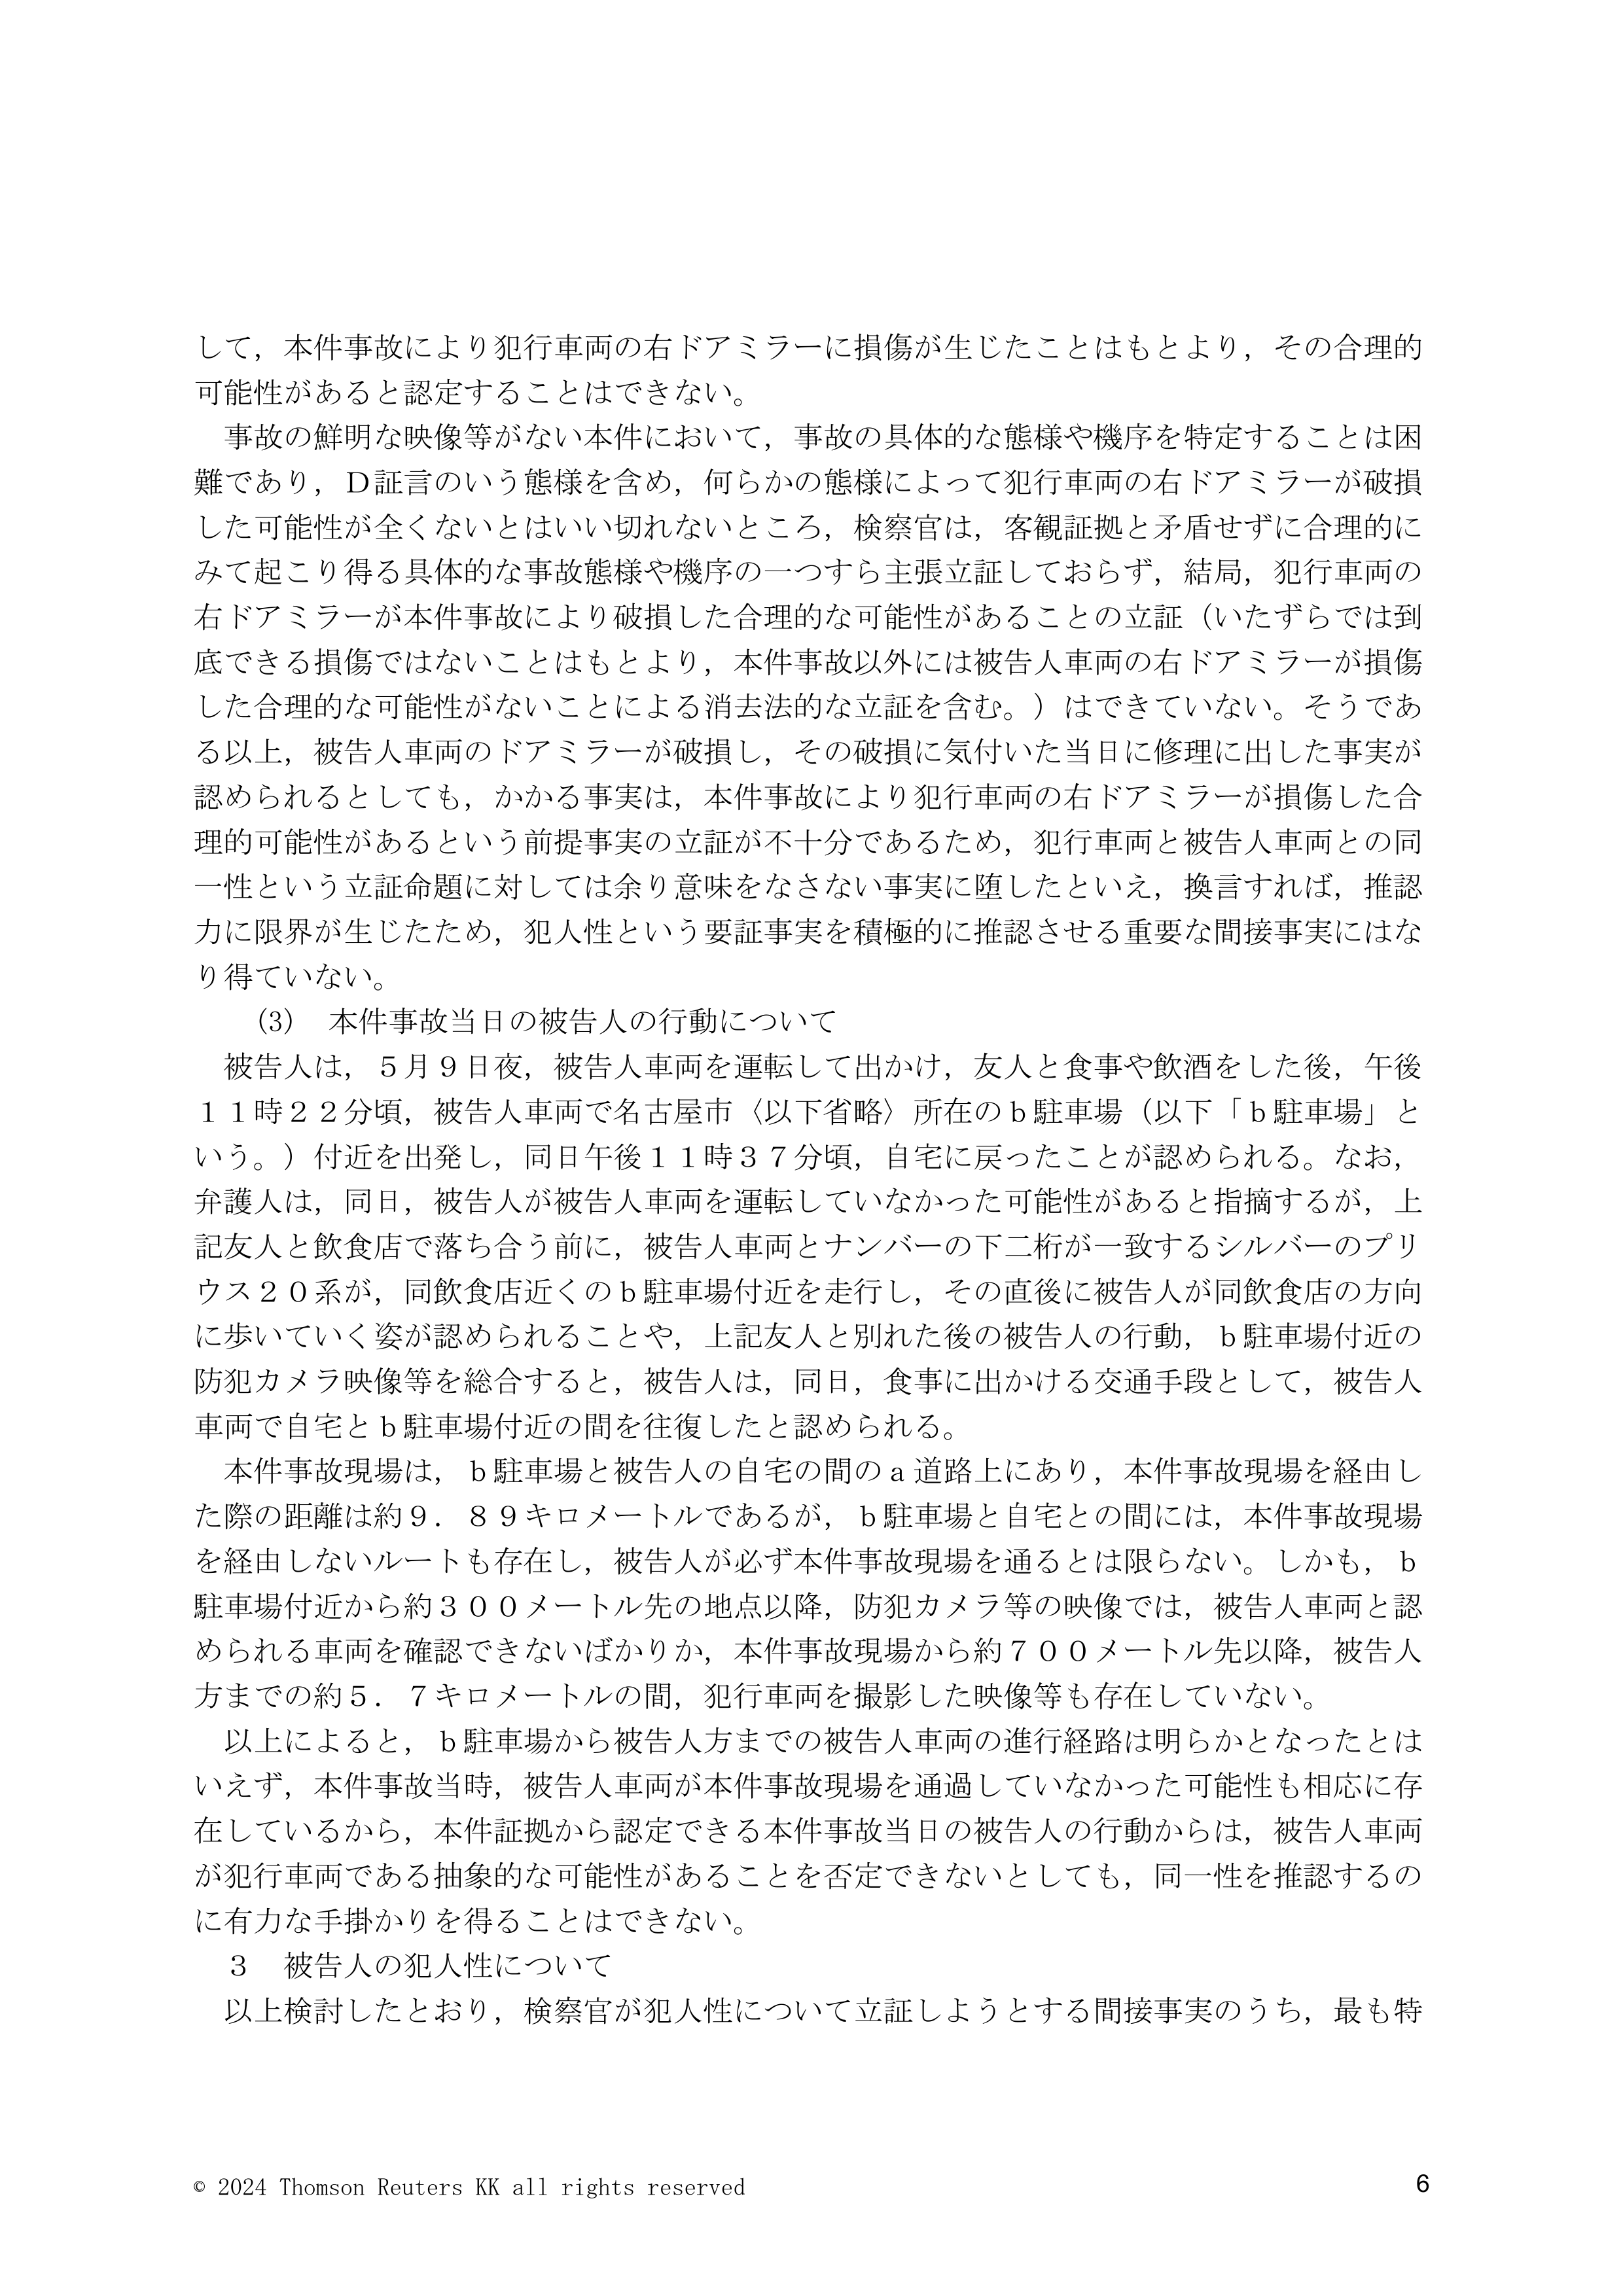 して，本件事故により犯行車両の右ドアミラーに損傷が生じたことはもとより，その合理的
可能性があると認定することはできない。
　事故の鮮明な映像等がない本件において，事故の具体的な態様や機序を特定することは困
難であり，Ｄ証言のいう態様を含め，何らかの態様によって犯行車両の右ドアミラーが破損
した可能性が全くないとはいい切れないところ，検察官は，客観証拠と矛盾せずに合理的に
みて起こり得る具体的な事故態様や機序の一つすら主張立証しておらず，結局，犯行車両の
右ドアミラーが本件事故により破損した合理的な可能性があることの立証（いたずらでは到
底できる損傷ではないことはもとより，本件事故以外には被告人車両の右ドアミラーが損傷
した合理的な可能性がないことによる消去法的な立証を含む。）はできていない。そうであ
る以上，被告人車両のドアミラーが破損し，その破損に気付いた当日に修理に出した事実が
認められるとしても，かかる事実は，本件事故により犯行車両の右ドアミラーが損傷した合
理的可能性があるという前提事実の立証が不十分であるため，犯行車両と被告人車両との同
一性という立証命題に対しては余り意味をなさない事実に堕したといえ，換言すれば，推認
力に限界が生じたため，犯人性という要証事実を積極的に推認させる重要な間接事実にはな
り得ていない。
　　(3)　本件事故当日の被告人の行動について
　被告人は，５月９日夜，被告人車両を運転して出かけ，友人と食事や飲酒をした後，午後
１１時２２分頃，被告人車両で名古屋市〈以下省略〉所在のｂ駐車場（以下「ｂ駐車場」と
いう。）付近を出発し，同日午後１１時３７分頃，自宅に戻ったことが認められる。なお，
弁護人は，同日，被告人が被告人車両を運転していなかった可能性があると指摘するが，上
記友人と飲食店で落ち合う前に，被告人車両とナンバーの下二桁が一致するシルバーのプリ
ウス２０系が，同飲食店近くのｂ駐車場付近を走行し，その直後に被告人が同飲食店の方向
に歩いていく姿が認められることや，上記友人と別れた後の被告人の行動，ｂ駐車場付近の
防犯カメラ映像等を総合すると，被告人は，同日，食事に出かける交通手段として，被告人
車両で自宅とｂ駐車場付近の間を往復したと認められる。
　本件事故現場は，ｂ駐車場と被告人の自宅の間のａ道路上にあり，本件事故現場を経由し
た際の距離は約９．８９キロメートルであるが，ｂ駐車場と自宅との間には，本件事故現場
を経由しないルートも存在し，被告人が必ず本件事故現場を通るとは限らない。しかも，ｂ
駐車場付近から約３００メートル先の地点以降，防犯カメラ等の映像では，被告人車両と認
められる車両を確認できないばかりか，本件事故現場から約７００メートル先以降，被告人
方までの約５．７キロメートルの間，犯行車両を撮影した映像等も存在していない。
　以上によると，ｂ駐車場から被告人方までの被告人車両の進行経路は明らかとなったとは
いえず，本件事故当時，被告人車両が本件事故現場を通過していなかった可能性も相応に存
在しているから，本件証拠から認定できる本件事故当日の被告人の行動からは，被告人車両
が犯行車両である抽象的な可能性があることを否定できないとしても，同一性を推認するの
に有力な手掛かりを得ることはできない。
　３　被告人の犯人性について
　以上検討したとおり，検察官が犯人性について立証しようとする間接事実のうち，最も特
© 2024 Thomson Reuters KK all rights reserved
6